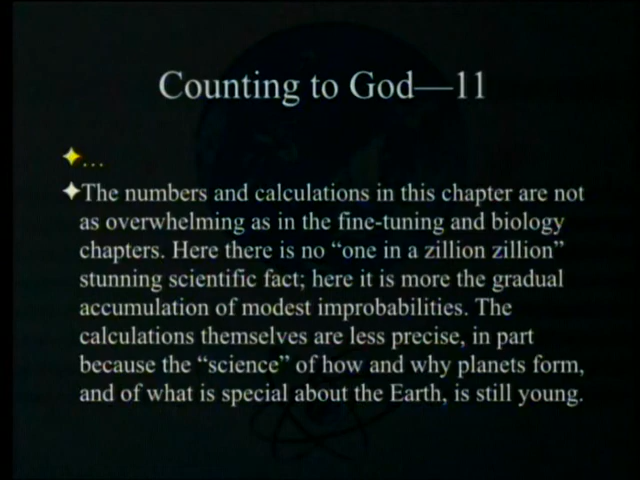 Counting to God—11
…
The numbers and calculations in this chapter are not
as overwhelming as in the fine-tuning and biology
chapters. Here there is no “one in a zillion zillion”
stunning scientific fact; here it is more the gradual
accumulation of modest improbabilities. The
calculations themselves are less precise, in part
because the “science” of how and why planets form,
and of what is special about the Earth, is still young.